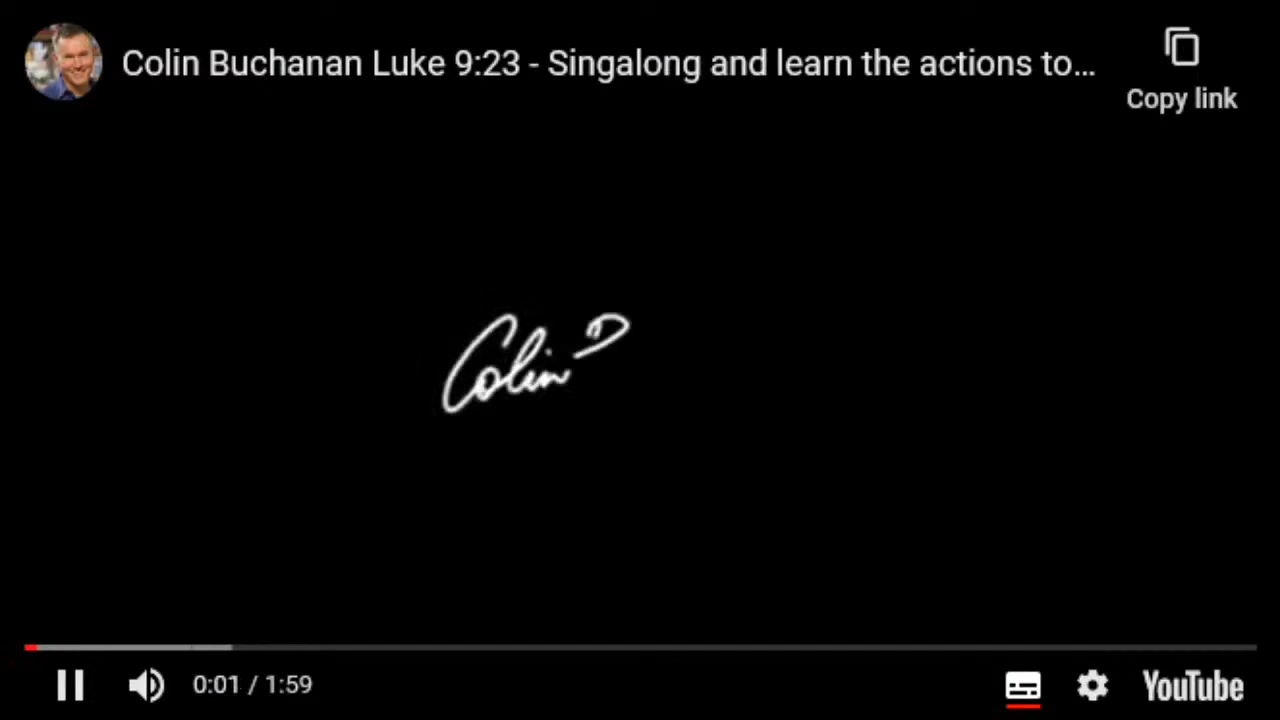 Colin Buchanan Luke 9:23 - Singalong and learn the actions to...
Copy link
Colin
0:01 / 1:59
YouTube